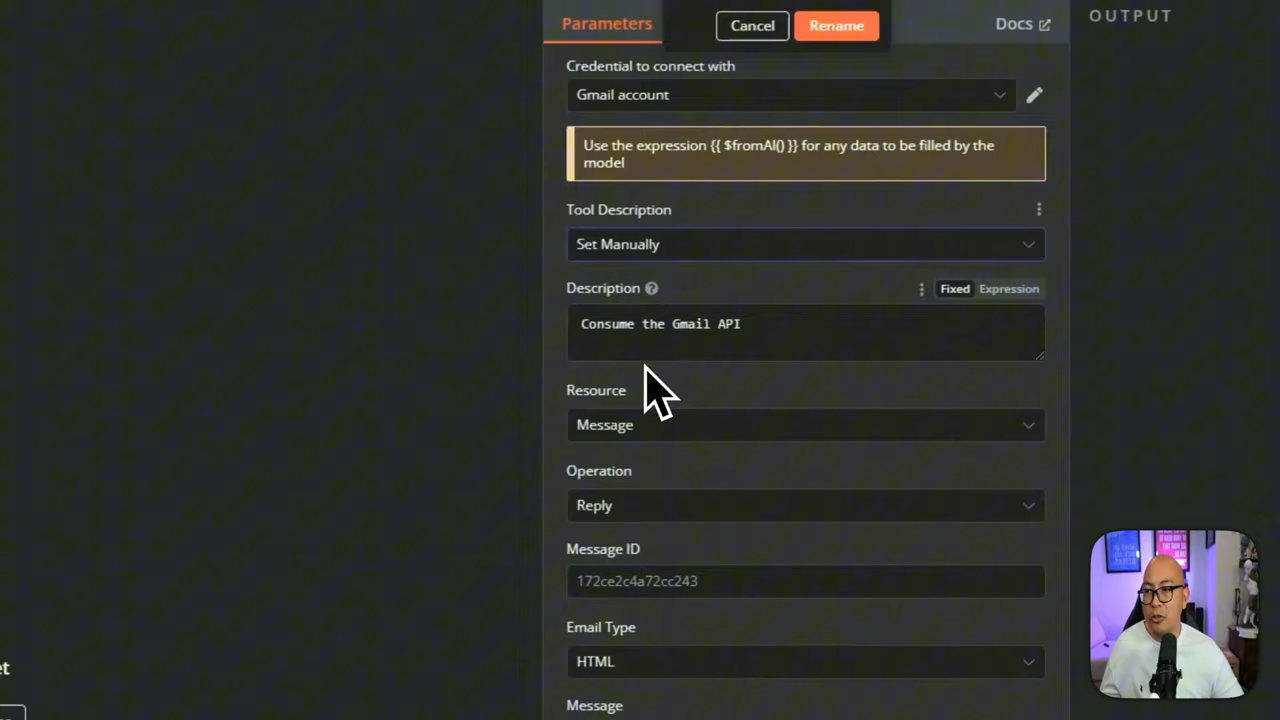 Parameters
Cancel
Rename
Docs
OUTPUT
Credential to connect with
Gmail account
Use the expression {{ $fromAI() }} for any data to be filled by the
model
Tool Description
Set Manually
Description
Fixed
Expression
Consume the Gmail API
Resource
Message
Operation
Reply
Message ID
172ce2c4a72cc243
Email Type
HTML
et
Message